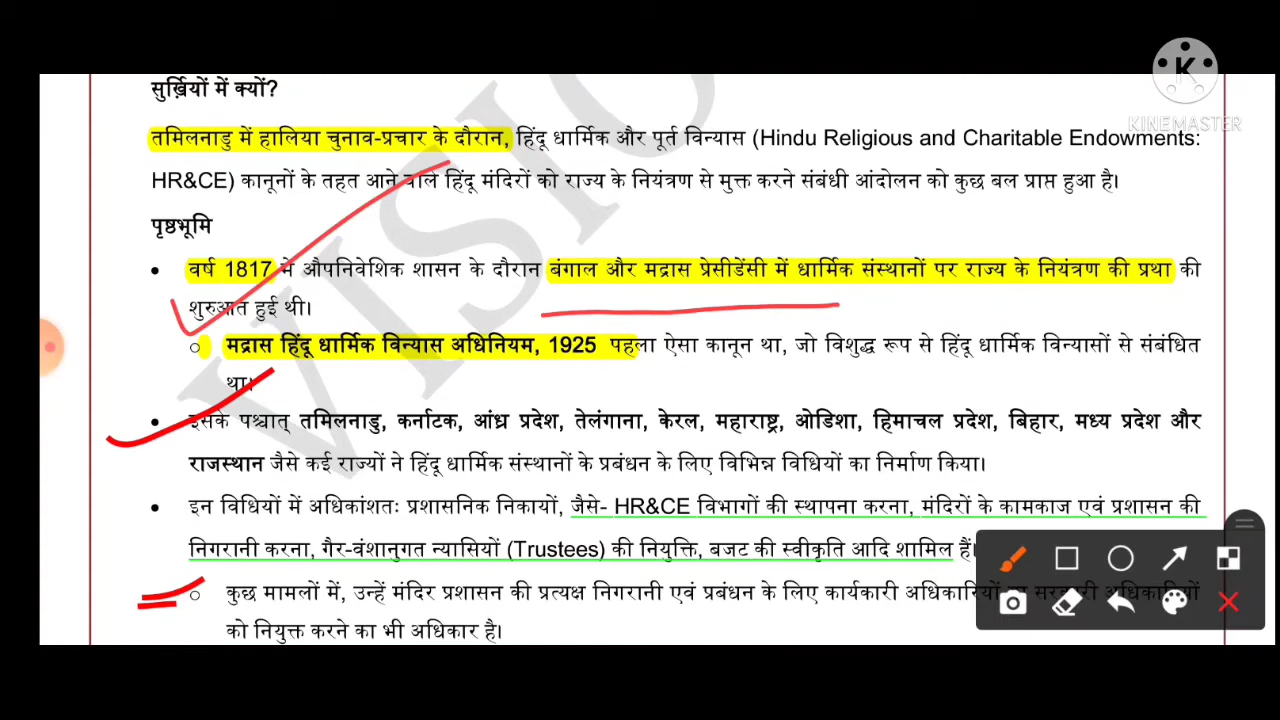 सुर्ख़ियों में क्यों?
K
KINEMASTER
तमिलनाडु में हालिया चुनाव-प्रचार के दौरान, हिंदू धार्मिक और पूर्त विन्यास (Hindu Religious and Charitable Endowments:
HR&CE) कानूनों के तहत आने वाले हिंदू मंदिरों को राज्य के नियंत्रण से मुक्त करने संबंधी आंदोलन को कुछ बल प्राप्त हुआ है।
पृष्ठभूमि
• वर्ष 1817 में औपनिवेशिक शासन के दौरान बंगाल और मद्रास प्रेसीडेंसी में धार्मिक संस्थानों पर राज्य के नियंत्रण की प्रथा की
शुरुआत हुई थी।
○ मद्रास हिंदू धार्मिक विन्यास अधिनियम, 1925 पहला ऐसा कानून था, जो विशुद्ध रूप से हिंदू धार्मिक विन्यासों से संबंधित
था।
• इसके पश्चात् तमिलनाडु, कर्नाटक, आंध्र प्रदेश, तेलंगाना, केरल, महाराष्ट्र, ओडिशा, हिमाचल प्रदेश, बिहार, मध्य प्रदेश और
राजस्थान जैसे कई राज्यों ने हिंदू धार्मिक संस्थानों के प्रबंधन के लिए विभिन्न विधियों का निर्माण किया।
• इन विधियों में अधिकांशतः प्रशासनिक निकायों, जैसे- HR&CE विभागों की स्थापना करना, मंदिरों के कामकाज एवं प्रशासन की
निगरानी करना, गैर-वंशानुगत न्यासियों (Trustees) की नियुक्ति, बजट की स्वीकृति आदि शामिल हैं।
○ कुछ मामलों में, उन्हें मंदिर प्रशासन की प्रत्यक्ष निगरानी एवं प्रबंधन के लिए कार्यकारी अधिकारियों सरकारी अधिकारियों
को नियुक्त करने का भी अधिकार है।
VISIO